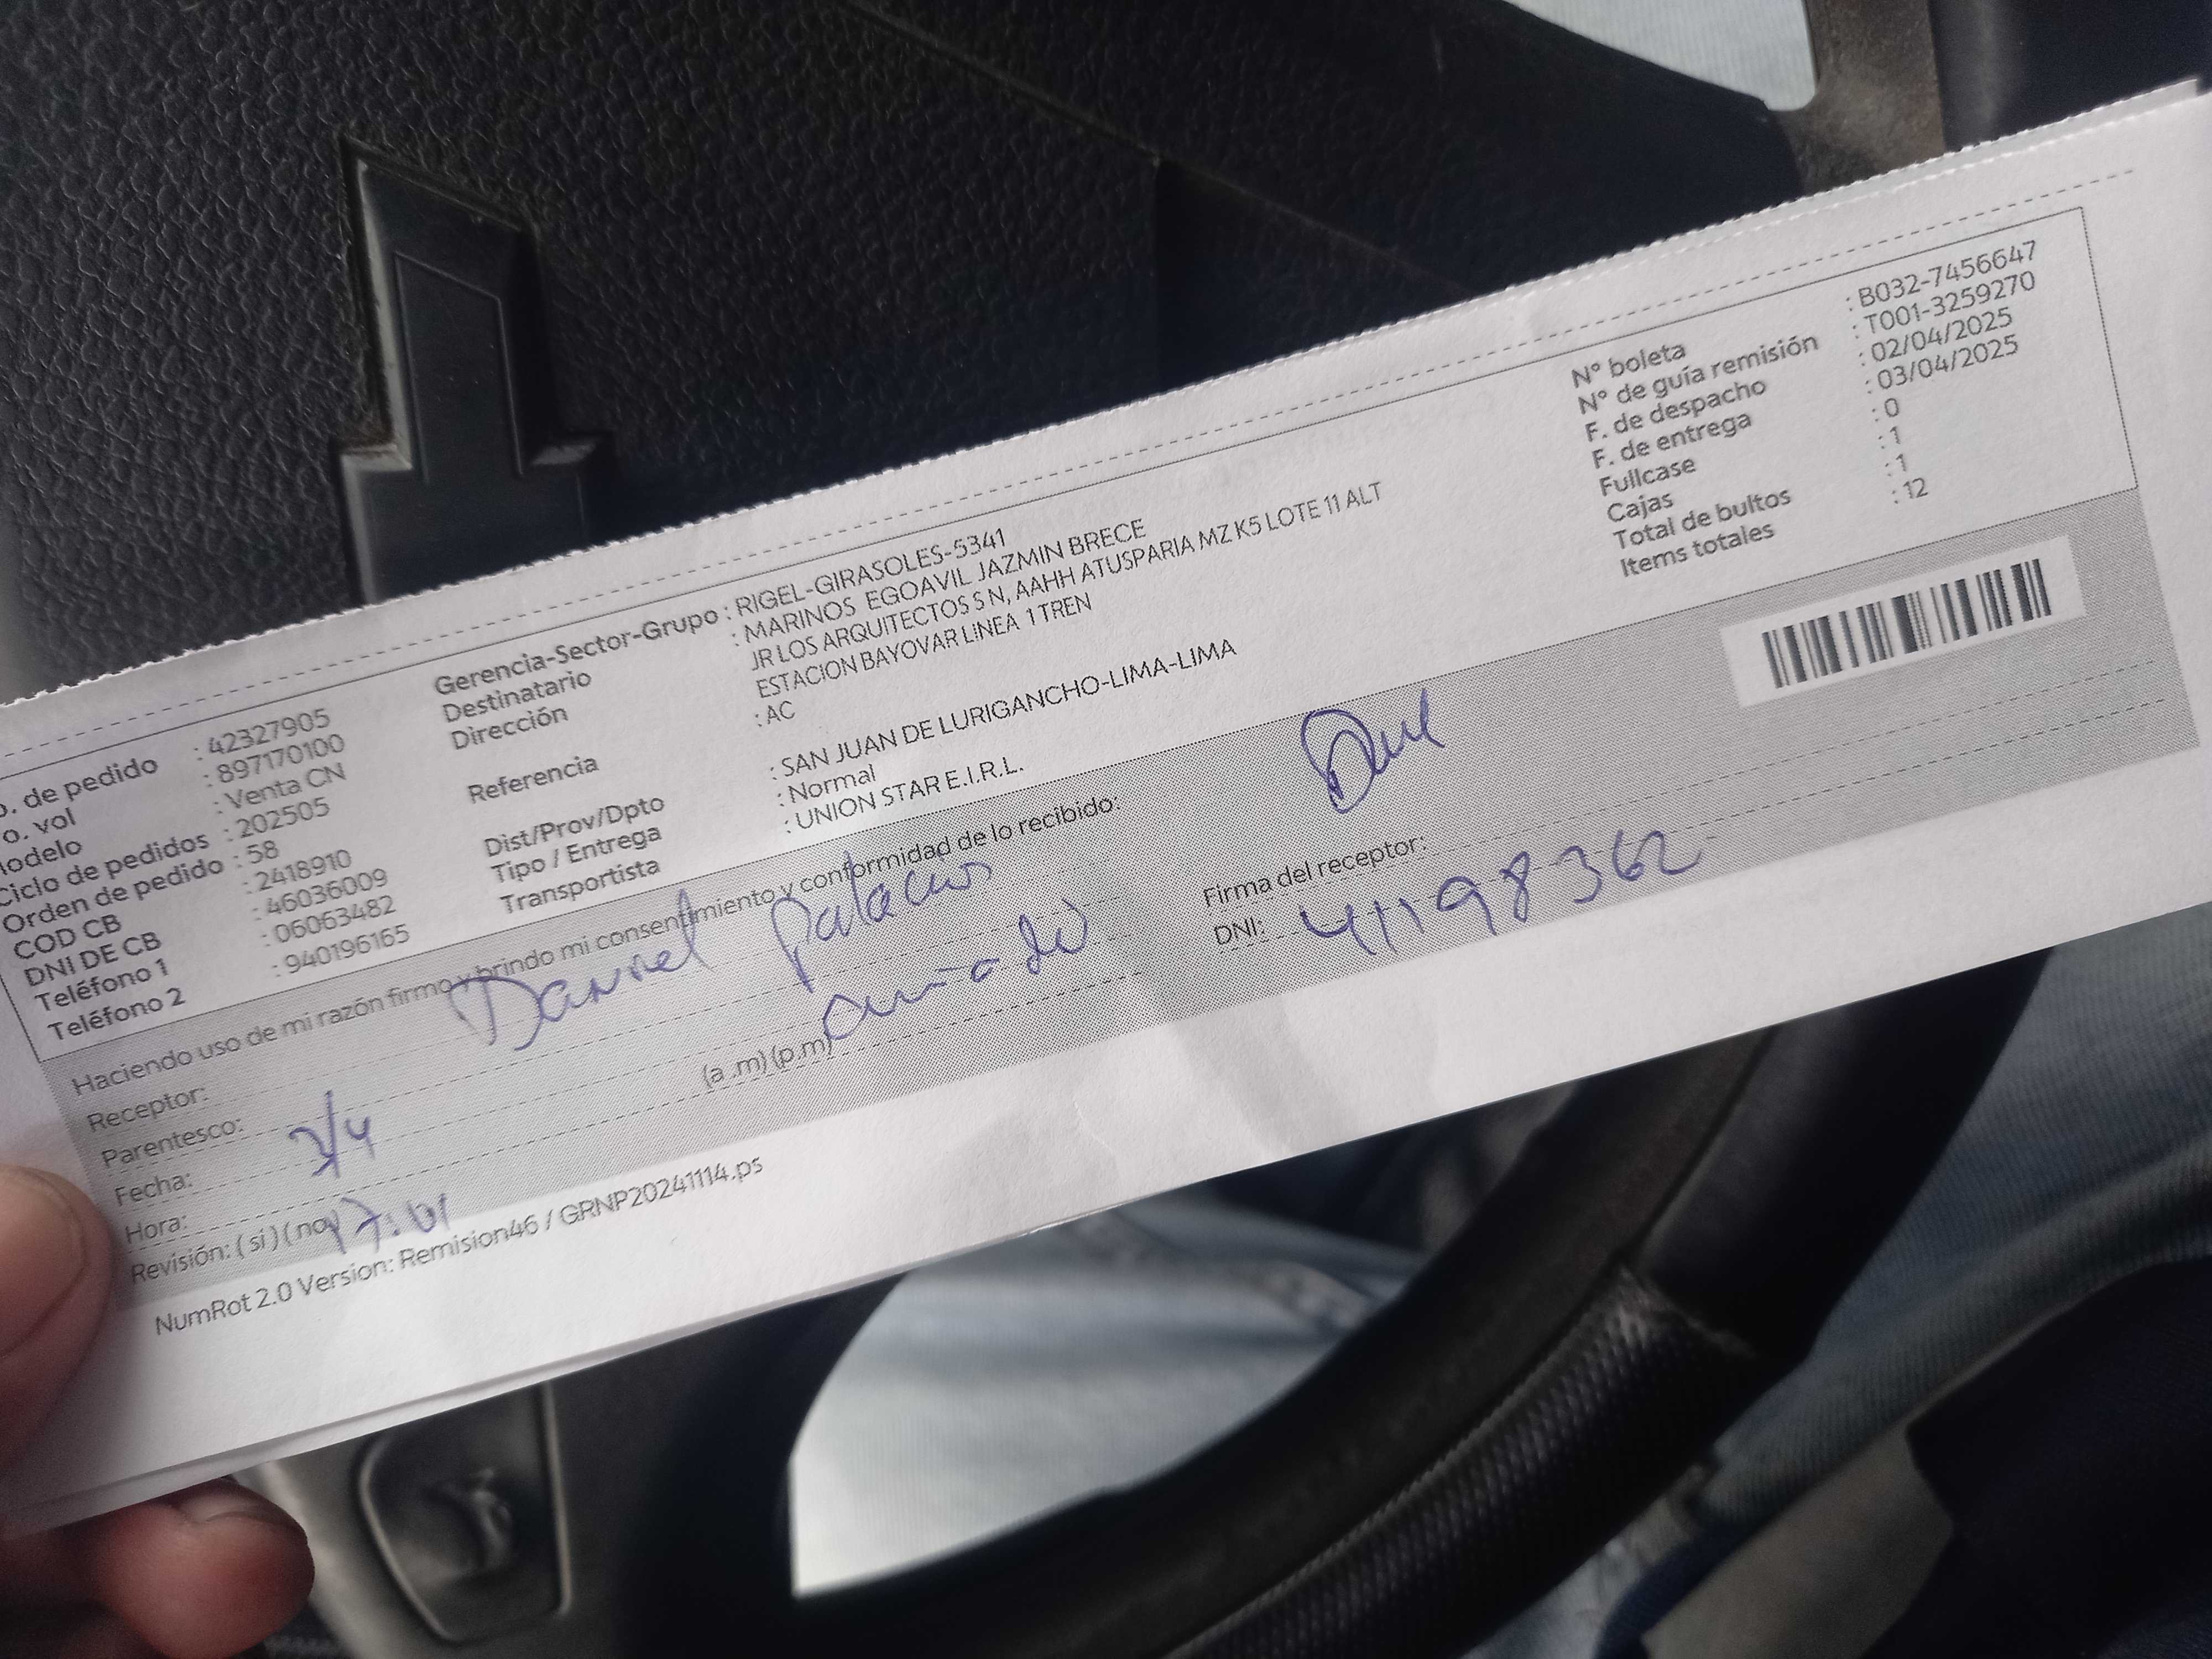 o. de pedido : 42327905
o. vol : 897170100
Modelo : Venta CN
Ciclo de pedidos : 202505
Orden de pedido : 58
COD CB : 2418910
DNI DE CB : 46036009
Teléfono 1 : 06063482
Teléfono 2 : 940196165
Gerencia-Sector-Grupo : RIGEL-GIRASOLES-5341
Destinatario : MARINOS EGOAVIL JAZMIN BRECE
Dirección JR LOS ARQUITECTOS S N, AAHH ATUSPARIA MZ K5 LOTE 11 ALT
ESTACION BAYOVAR LINEA 1 TREN
Referencia : AC
Dist/Prov/Dpto : SAN JUAN DE LURIGANCHO-LIMA-LIMA
Tipo / Entrega : Normal
Transportista : UNION STAR E.I.R.L.
N° boleta : B032-7456647
N° de guía remisión : T001-3259270
F. de despacho : 02/04/2025
F. de entrega : 03/04/2025
Fullcase : 0
Cajas : 1
Total de bultos : 1
Items totales : 12
Haciendo uso de mi razón firmo y brindo mi consentimiento y conformidad de lo recibido:
Receptor: Daniel Palacios
Parentesco:
Fecha: 3/4
Hora: 17:01 (a .m) (p.m)
Revisión: ( si ) ( no )
Firma del receptor:
DNI: 41198362
NumRot 2.0 Version: Remision46 / GRNP20241114.ps